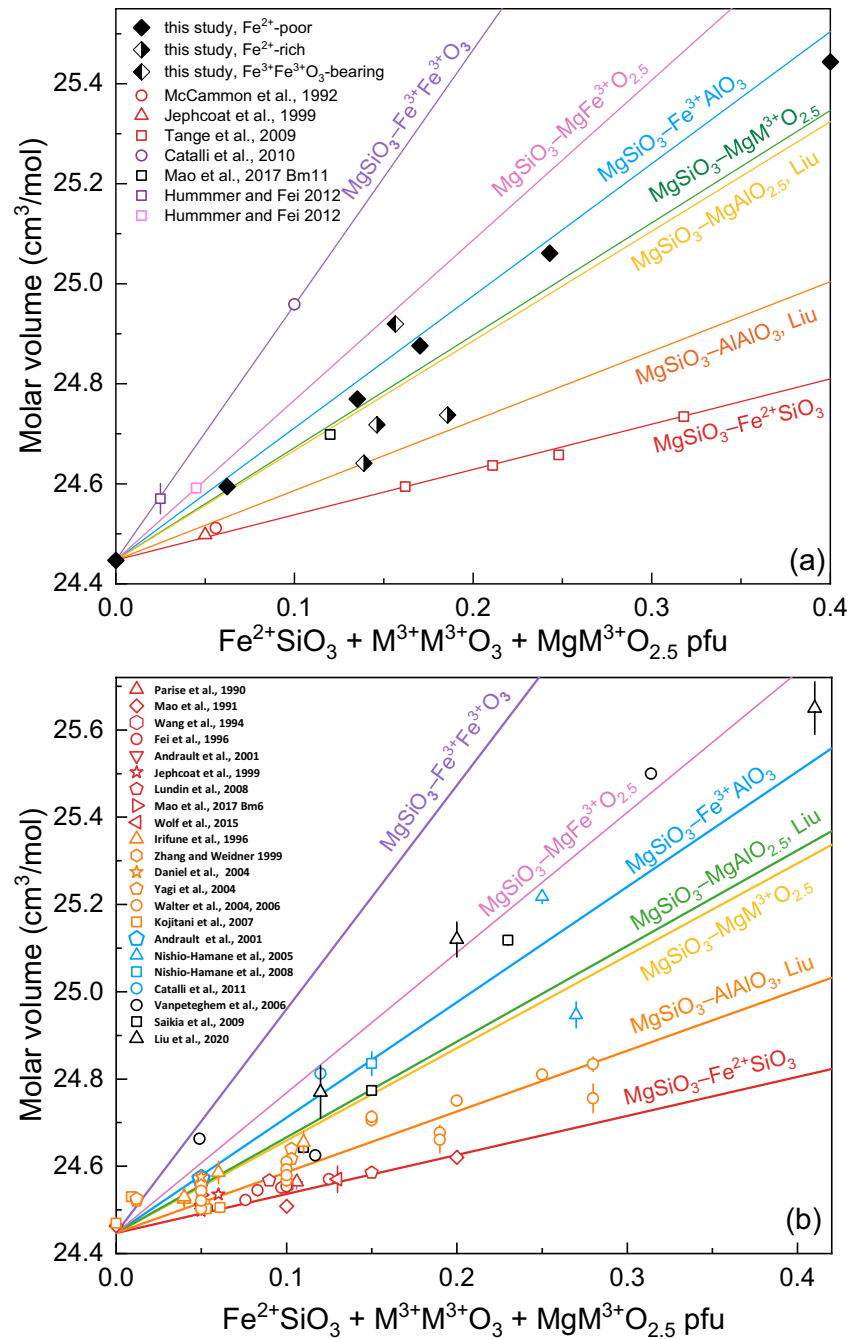 this study, Fe²⁺-poor
this study, Fe²⁺-rich
this study, Fe³⁺Fe³⁺O₃-bearing
McCammon et al., 1992
Jephcoat et al., 1999
Tange et al., 2009
Catalli et al., 2010
Mao et al., 2017 Bm11
Hummmer and Fei 2012
Hummmer and Fei 2012
MgSiO₃–Fe³⁺Fe³⁺O₃
MgSiO₃–MgFe³⁺O₂.₅
MgSiO₃–Fe³⁺AlO₃
MgSiO₃–MgM³⁺O₂.₅
MgSiO₃–MgAlO₂.₅, Liu
MgSiO₃–AlAlO₃, Liu
MgSiO₃–Fe²⁺SiO₃
25.4
25.2
25.0
24.8
24.6
24.4
Molar volume (cm³/mol)
(a)
0.0
0.1
0.2
0.3
0.4
Fe²⁺SiO₃ + M³⁺M³⁺O₃ + MgM³⁺O₂.₅ pfu
Parise et al., 1990
Mao et al., 1991
Wang et al., 1994
Fei et al., 1996
Andrault et al., 2001
Jephcoat et al., 1999
Lundin et al., 2008
Mao et al., 2017 Bm6
Wolf et al., 2015
Irifune et al., 1996
Zhang and Weidner 1999
Daniel et al., 2004
Yagi et al., 2004
Walter et al., 2004, 2006
Kojitani et al., 2007
Andrault et al., 2001
Nishio-Hamane et al., 2005
Nishio-Hamane et al., 2008
Catalli et al., 2011
Vanpeteghem et al., 2006
Saikia et al., 2009
Liu et al., 2020
MgSiO₃–Fe³⁺Fe³⁺O₃
MgSiO₃–MgFe³⁺O₂.₅
MgSiO₃–Fe³⁺AlO₃
MgSiO₃–MgAlO₂.₅, Liu
MgSiO₃–MgM³⁺O₂.₅
MgSiO₃–AlAlO₃, Liu
MgSiO₃–Fe²⁺SiO₃
25.6
25.4
25.2
25.0
24.8
24.6
24.4
Molar volume (cm³/mol)
(b)
0.0
0.1
0.2
0.3
0.4
Fe²⁺SiO₃ + M³⁺M³⁺O₃ + MgM³⁺O₂.₅ pfu